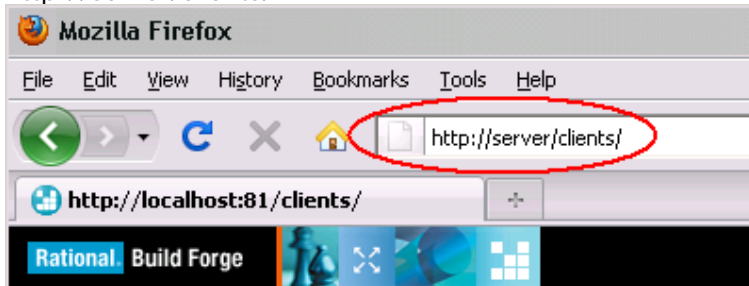 Mozilla Firefox
File Edit View History Bookmarks Tools Help
http://server/clients/
http://localhost:81/clients/
Rational. Build Forge